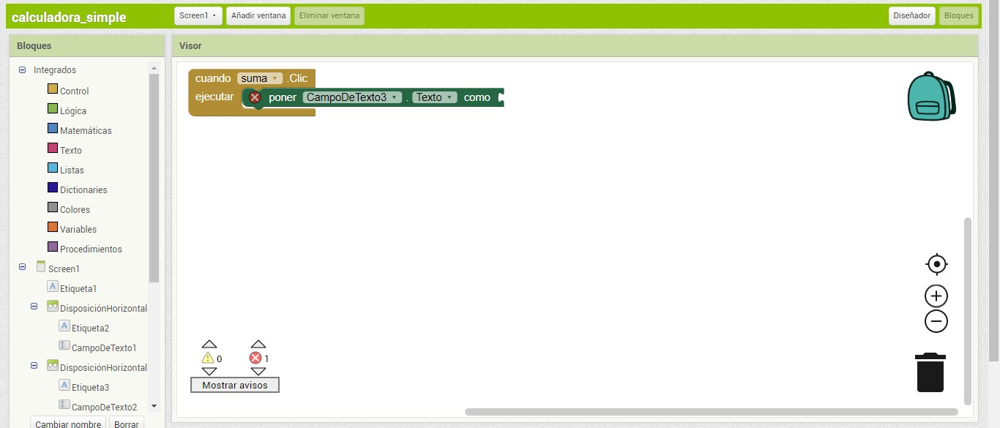 calculadora_simple
Screen1
Añadir ventana
Eliminar ventana
Diseñador
Bloques
Bloques
Visor
Integrados
Control
Lógica
Matemáticas
Texto
Listas
Dictionaries
Colores
Variables
Procedimientos
Screen1
A Etiqueta1
DisposiciónHorizontal
A Etiqueta2
CampoDeTexto1
DisposiciónHorizontal
A Etiqueta3
CampoDeTexto2
Cambiar nombre
Borrar
cuando suma .Clic
ejecutar poner CampoDeTexto3 . Texto como
0
1
Mostrar avisos